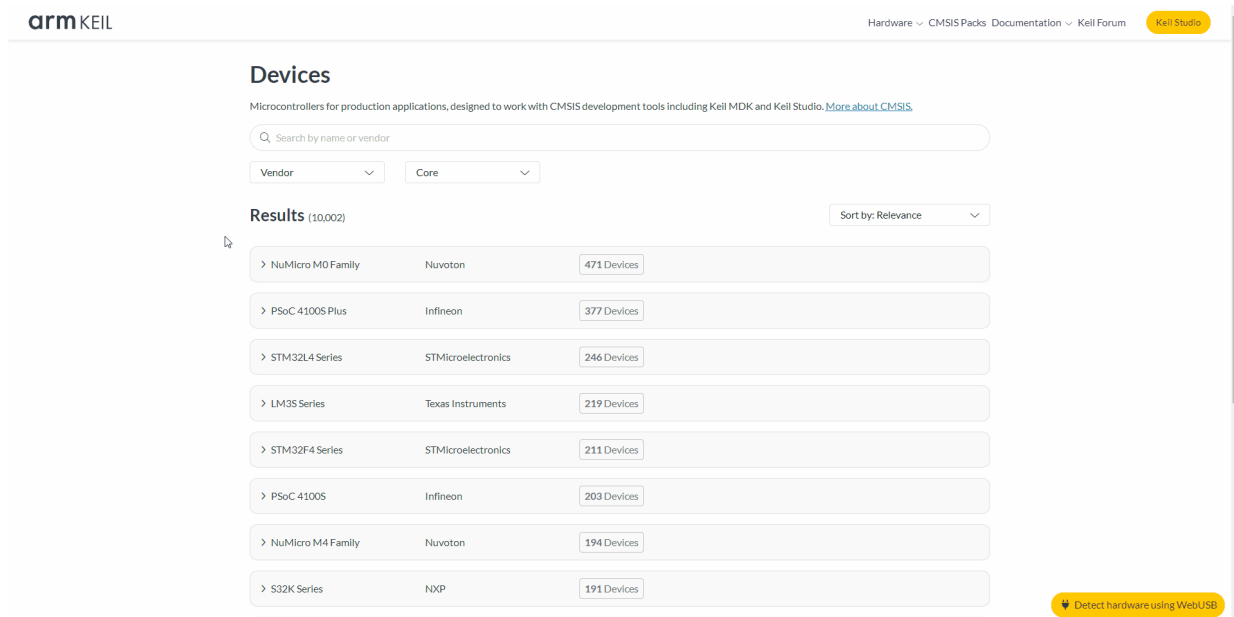 arm KEIL
Hardware CMSIS Packs Documentation Keil Forum Keil Studio
Devices
Microcontrollers for production applications, designed to work with CMSIS development tools including Keil MDK and Keil Studio. More about CMSIS.
Search by name or vendor
Vendor Core
Results (10,002) Sort by: Relevance
NuMicro M0 Family Nuvoton 471 Devices
PSoC 4100S Plus Infineon 377 Devices
STM32L4 Series STMicroelectronics 246 Devices
LM3S Series Texas Instruments 219 Devices
STM32F4 Series STMicroelectronics 211 Devices
PSoC 4100S Infineon 203 Devices
NuMicro M4 Family Nuvoton 194 Devices
S32K Series NXP 191 Devices
Detect hardware using WebUSB